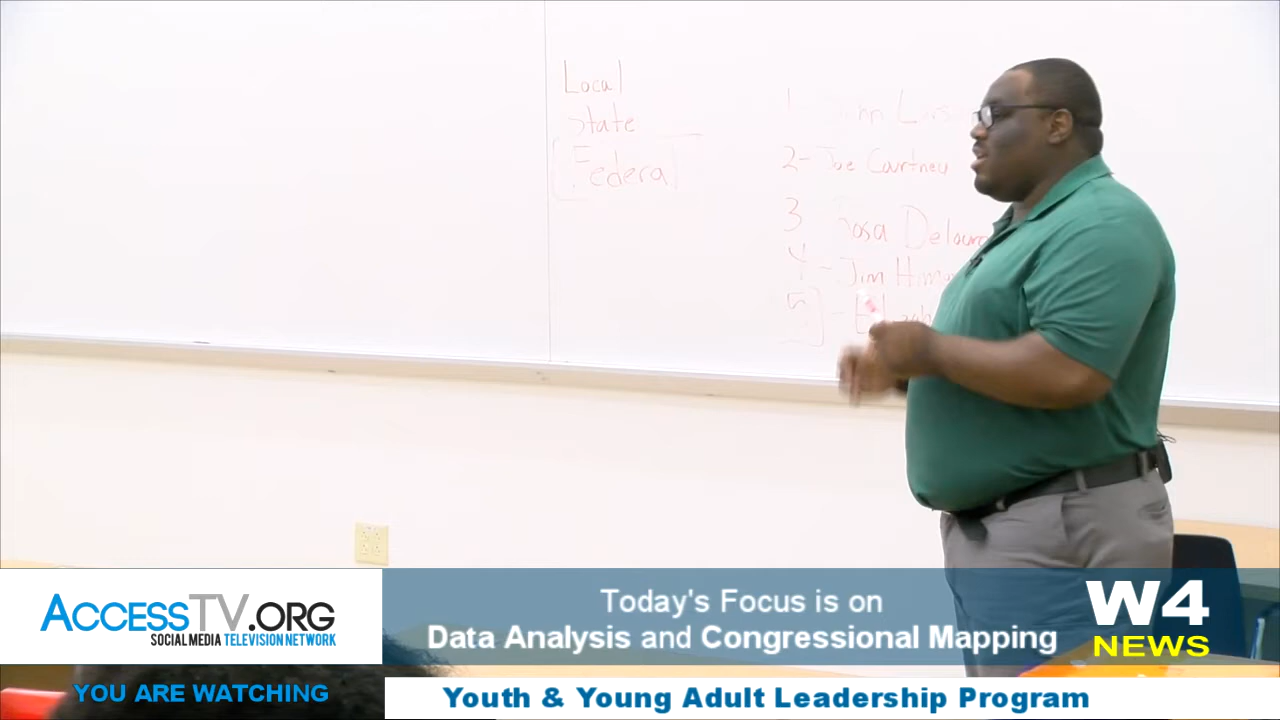 Local
State
Federal
1
2 - Joe Courtney
3
4 - Jim
5 -
ACCESSTV.ORG
SOCIAL MEDIA TELEVISION NETWORK
YOU ARE WATCHING
Today's Focus is on
Data Analysis and Congressional Mapping
W4
NEWS
Youth & Young Adult Leadership Program